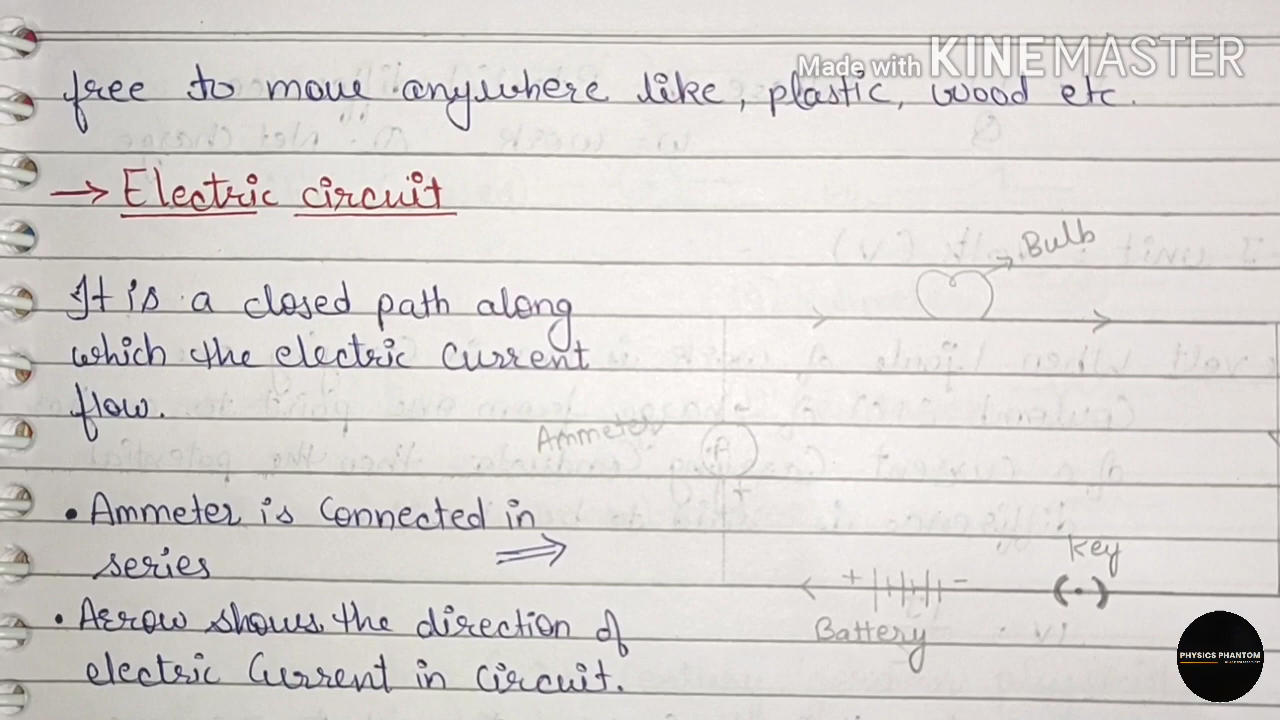 Made with KINEMASTER
free to move anywhere like, plastic, wood etc.
→ Electric circuit
Bulb
It is a closed path along
which the electric current
flow.
Ammeter
A
+
• Ammeter is connected in
series ⇒
Key
+ -
(•)
Battery
• Arrow shows the direction of
electric current in circuit.
PHYSICS PHANTOM